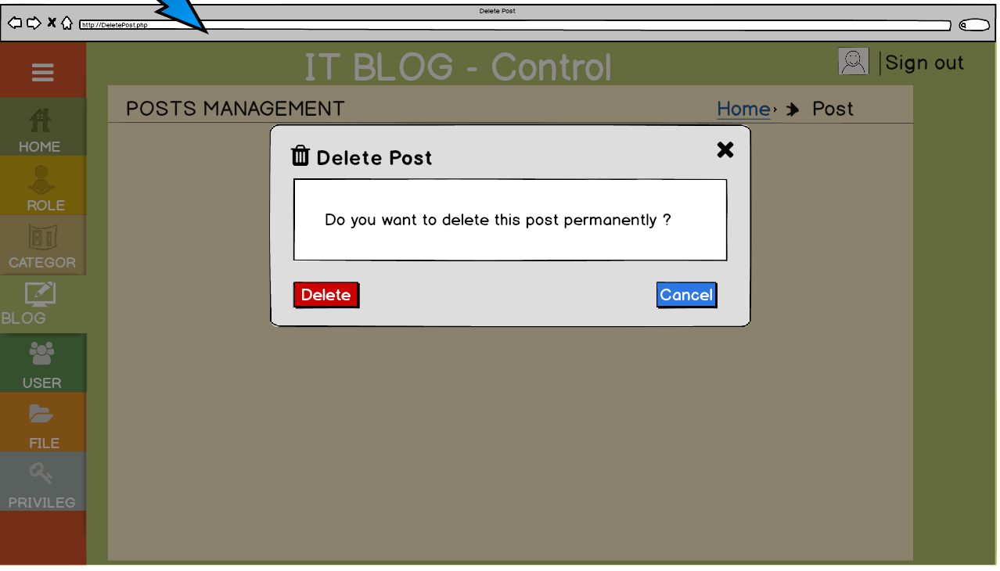 Delete Post
http://DeletePost.php
IT BLOG - Control
Sign out
POSTS MANAGEMENT
Home
Post
HOME
ROLE
CATEGOR
BLOG
USER
FILE
PRIVILEG
Delete Post
Do you want to delete this post permanently ?
Delete
Cancel